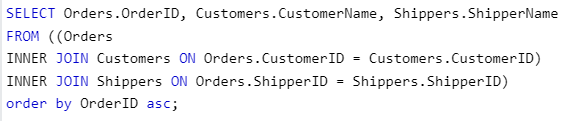 SELECT Orders.OrderID, Customers.CustomerName, Shippers.ShipperName
FROM ((Orders
INNER JOIN Customers ON Orders.CustomerID = Customers.CustomerID)
INNER JOIN Shippers ON Orders.ShipperID = Shippers.ShipperID)
order by OrderID asc;